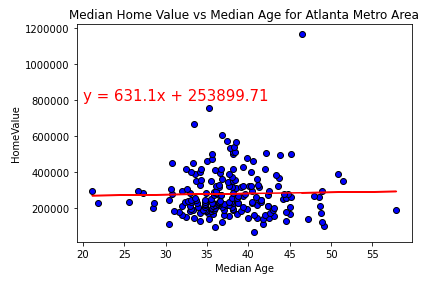 Median Home Value vs Median Age for Atlanta Metro Area
1200000
1000000
y = 631.1x + 253899.71
800000
HomeValue
600000
400000
200000
20 25 30 35 40 45 50 55
Median Age